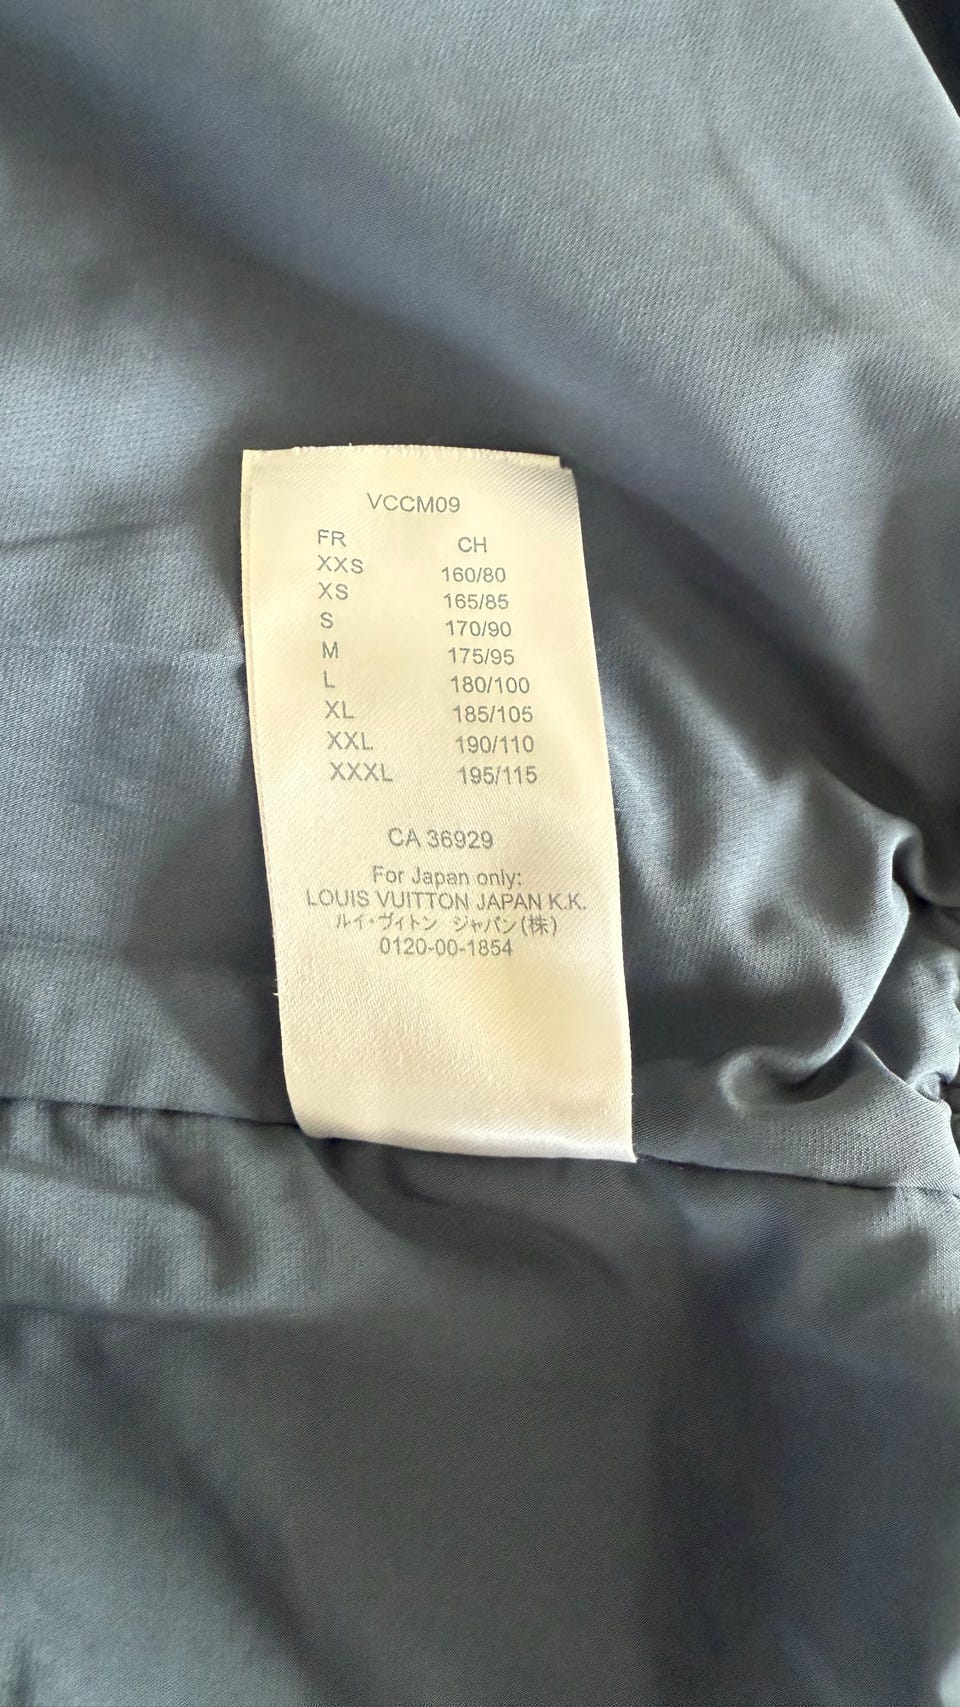 VCCM09
FR CH
XXS 160/80
XS 165/85
S 170/90
M 175/95
L 180/100
XL 185/105
XXL 190/110
XXXL 195/115
CA 36929
For Japan only:
LOUIS VUITTON JAPAN K.K.
ルイ・ヴィトン ジャパン(株)
0120-00-1854